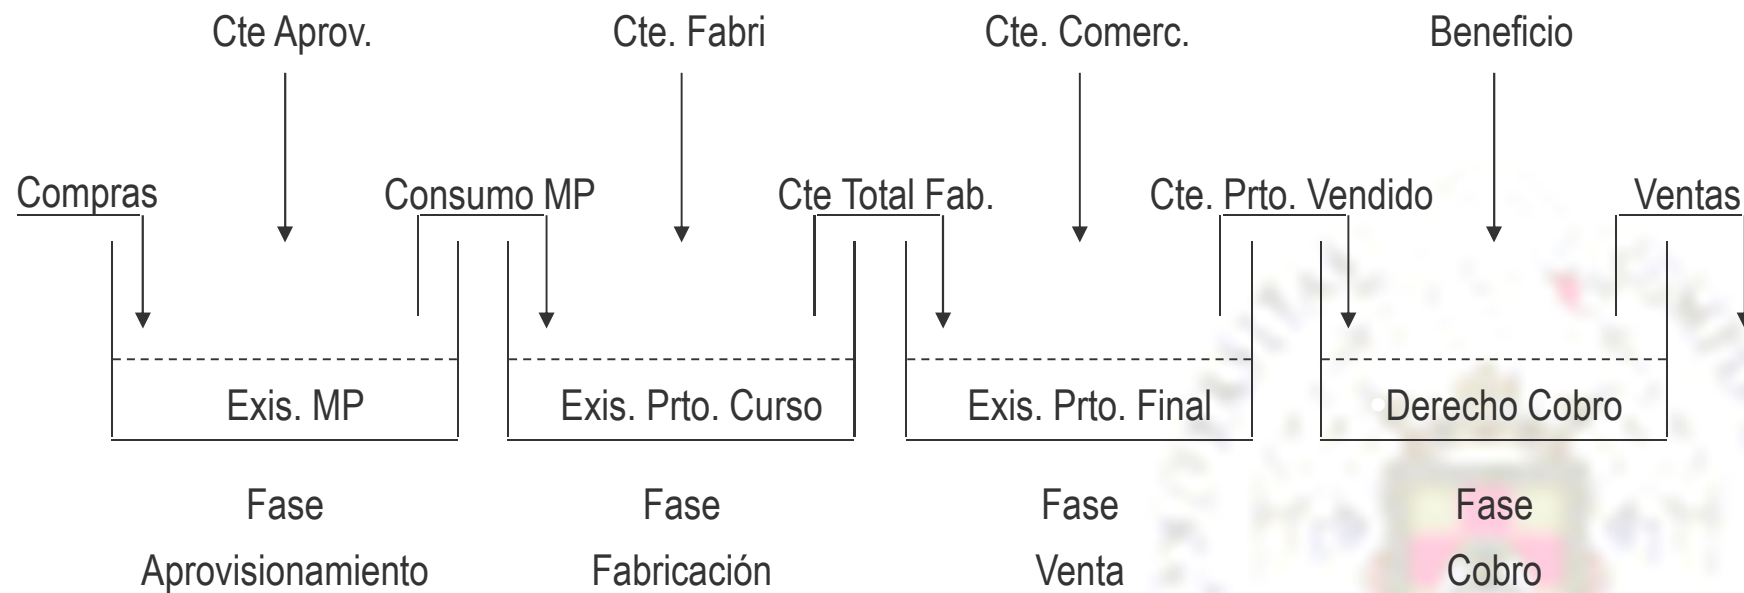 Cte Aprov.
Cte. Fabri
Cte. Comerc.
Beneficio
Compras
Consumo MP
Cte Total Fab.
Cte. Prto. Vendido
Ventas
Exis. MP
Exis. Prto. Curso
Exis. Prto. Final
•Derecho Cobro
Fase
Aprovisionamiento
Fase
Fabricación
Fase
Venta
Fase
Cobro